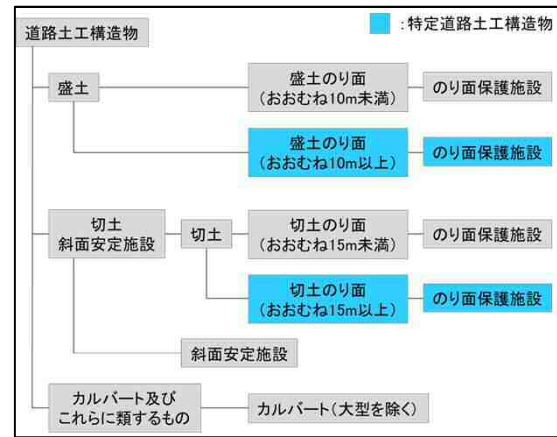 道路土工構造物
：特定道路土工構造物
盛土
盛土のり面
（おおむね10m未満）
のり面保護施設
盛土のり面
（おおむね10m以上）
のり面保護施設
切土
斜面安定施設
切土
切土のり面
（おおむね15m未満）
のり面保護施設
切土のり面
（おおむね15m以上）
のり面保護施設
斜面安定施設
カルバート及び
これらに類するもの
カルバート（大型を除く）